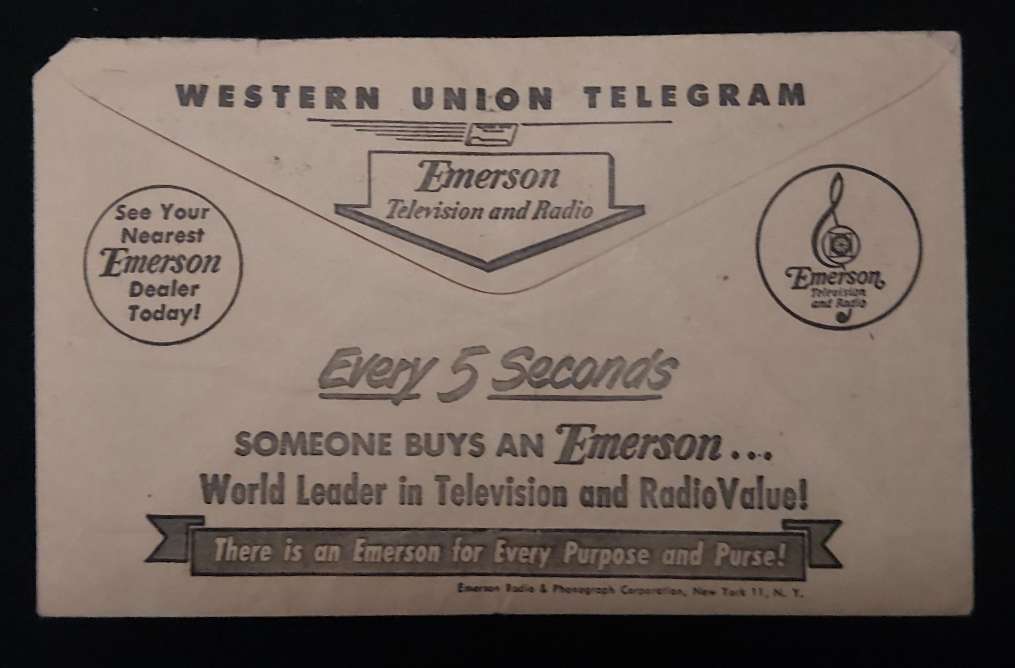 WESTERN UNION TELEGRAM
Emerson
Television and Radio
See Your
Nearest
Emerson
Dealer
Today!
Emerson
Television
and Radio
Every 5 Seconds
SOMEONE BUYS AN Emerson...
World Leader in Television and Radio Value!
There is an Emerson for Every Purpose and Purse!
Emerson Radio & Phonograph Corporation, New York 11, N. Y.